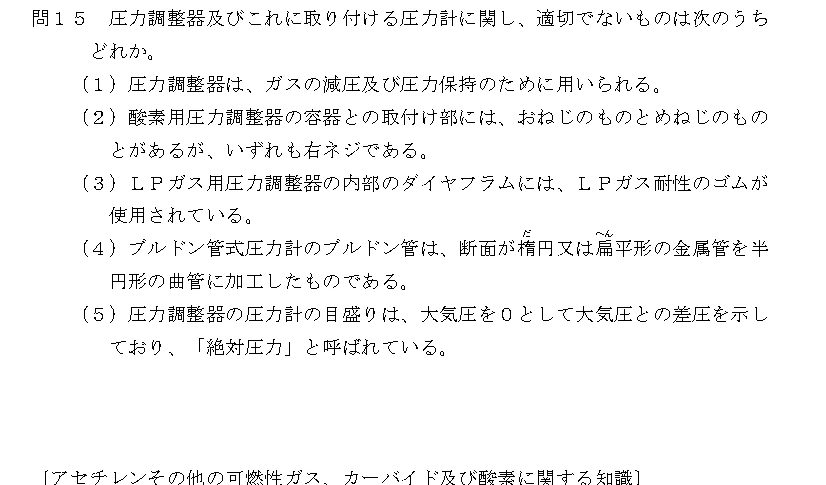 問15 圧力調整器及びこれに取り付ける圧力計に関し、適切でないものは次のうち
どれか。
(1)圧力調整器は、ガスの減圧及び圧力保持のために用いられる。
(2)酸素用圧力調整器の容器との取付け部には、おねじのものとめねじのもの
とがあるが、いずれも右ネジである。
(3)LPガス用圧力調整器の内部のダイヤフラムには、LPガス耐性のゴムが
使用されている。
(4)ブルドン管式圧力計のブルドン管は、断面が楕だ円又は扁へん平形の金属管を半
円形の曲管に加工したものである。
(5)圧力調整器の圧力計の目盛りは、大気圧を0として大気圧との差圧を示し
ており、「絶対圧力」と呼ばれている。
〔アセチレンその他の可燃性ガス、カーバイド及び酸素に関する知識〕